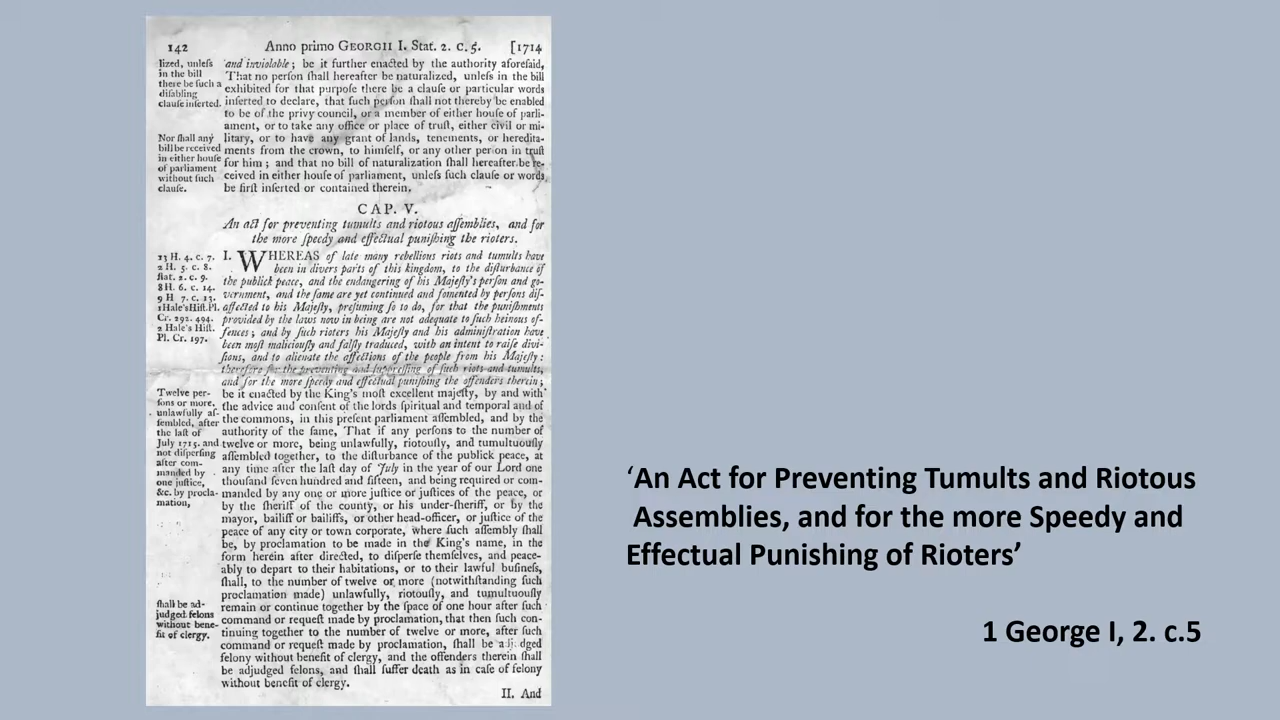 142 Anno primo GEORGII I. Stat. 2. C. 5. [1714
lized, unleſs
in the bill
there be ſuch a
diſabling
clauſe inſerted.
Nor ſhall any
bill be received
in either houſe
of parliament
without ſuch
clauſe.
and inviolable; be it further enacted by the authority aforeſaid,
That no perſon ſhall hereafter be naturalized, unleſs in the bill
exhibited for that purpoſe there be a clauſe or particular words
inſerted to declare, that ſuch perſon ſhall not thereby be enabled
to be of the privy council, or a member of either houſe of parli-
ament, or to take any office or place of truſt, either civil or mi-
litary, or to have any grant of lands, tenements, or heredita-
ments from the crown, to himſelf, or any other per on in truſt
for him; and that no bill of naturalization ſhall hereafter be re-
ceived in either houſe of parliament, unleſs ſuch clauſe or words
be firſt inſerted or contained therein.
CAP. V.
An act for preventing tumults and riotous aſſemblies, and for
the more ſpeedy and effectual puniſhing the rioters.
13 H. 4. c. 7.
2 H. 5. c. 8.
ſtat. 2. c. 9.
8 H. 6. c. 14.
9 H 7. c. 13.
1 Hale'sHiſt.Pl.
Cr. 292. 494.
2 Hale's Hiſt.
Pl. Cr. 197.
I. WHEREAS of late many rebellious riots and tumults have
been in divers parts of this kingdom, to the diſturbance of
the publick peace, and the endangering of his Majeſty's perſon and go-
vernment, and the ſame are yet continued and fomented by perſons diſ-
affected to his Majeſty, preſuming ſo to do, for that the puniſhments
provided by the laws now in being are not adequate to ſuch heinous of-
fences; and by ſuch rioters his Majeſty and his adminiſtration have
been moſt maliciouſly and falſly traduced, with an intent to raiſe divi-
ſions, and to alienate the affections of the people from his Majeſty:
therefore for the preventing and ſuppreſſing of ſuch riots and tumults,
and for the more ſpeedy and effectual puniſhing the offenders therein;
Twelve per-
ſons or more,
unlawfully aſ-
ſembled, after
the laſt of
July 1715. and
not diſperſing
after com-
manded by
one juſtice,
&c. by procla-
mation,
ſhall be ad-
judged felons
without bene-
fit of clergy.
be it enacted by the King's moſt excellent majeſty, by and with
the advice and conſent of the lords ſpiritual and temporal and of
the commons, in this preſent parliament aſſembled, and by the
authority of the ſame, That if any perſons to the number of
twelve or more, being unlawfully, riotouſly, and tumultuouſly
aſſembled together, to the diſturbance of the publick peace, at
any time after the laſt day of July in the year of our Lord one
thouſand ſeven hundred and fifteen, and being required or com-
manded by any one or more juſtice or juſtices of the peace, or
by the ſheriff of the county, or his under-ſheriff, or by the
mayor, bailiff or bailiffs, or other head-officer, or juſtice of the
peace of any city or town corporate, where ſuch aſſembly ſhall
be, by proclamation to be made in the King's name, in the
form herein after directed, to diſperſe themſelves, and peace-
ably to depart to their habitations, or to their lawful buſineſs,
ſhall, to the number of twelve or more (notwithſtanding ſuch
proclamation made) unlawfully, riotouſly, and tumultuouſly
remain or continue together by the ſpace of one hour after ſuch
command or requeſt made by proclamation, that then ſuch con-
tinuing together to the number of twelve or more, after ſuch
command or requeſt made by proclamation, ſhall be adjudged
felony without benefit of clergy, and the offenders therein ſhall
be adjudged felons, and ſhall ſuffer death as in caſe of felony
without benefit of clergy.
II. And
‘An Act for Preventing Tumults and Riotous
Assemblies, and for the more Speedy and
Effectual Punishing of Rioters’
1 George I, 2. c.5